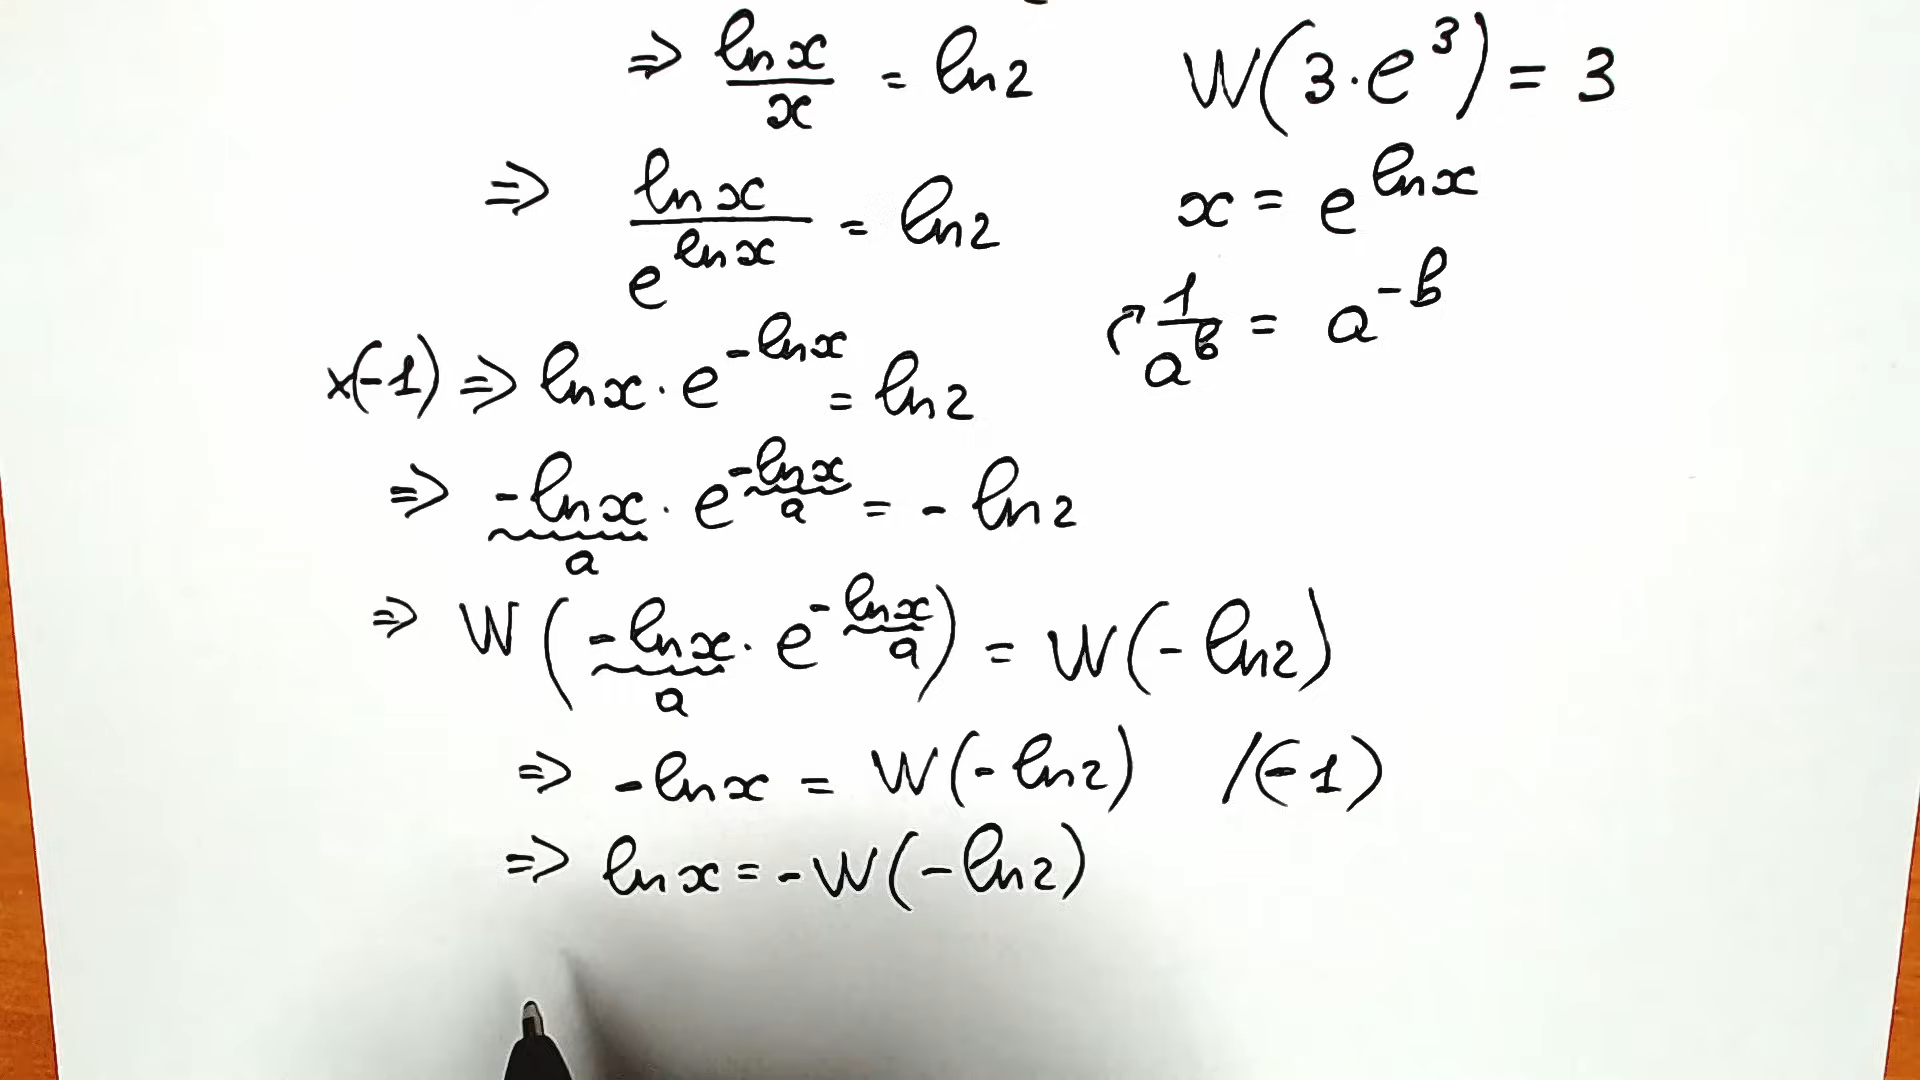 ⇒ ln x / x = ln 2
W(3·e^3) = 3
⇒ ln x / e^(ln x) = ln 2
x = e^(ln x)
1/a^b = a^(-b)
x(-1) ⇒ ln x · e^(-ln x) = ln 2
⇒ -ln x · e^(-ln x) = - ln 2
a a
⇒ W(-ln x · e^(-ln x)) = W(- ln 2)
a a
⇒ -ln x = W(- ln 2) /(-1)
⇒ ln x = - W(- ln 2)